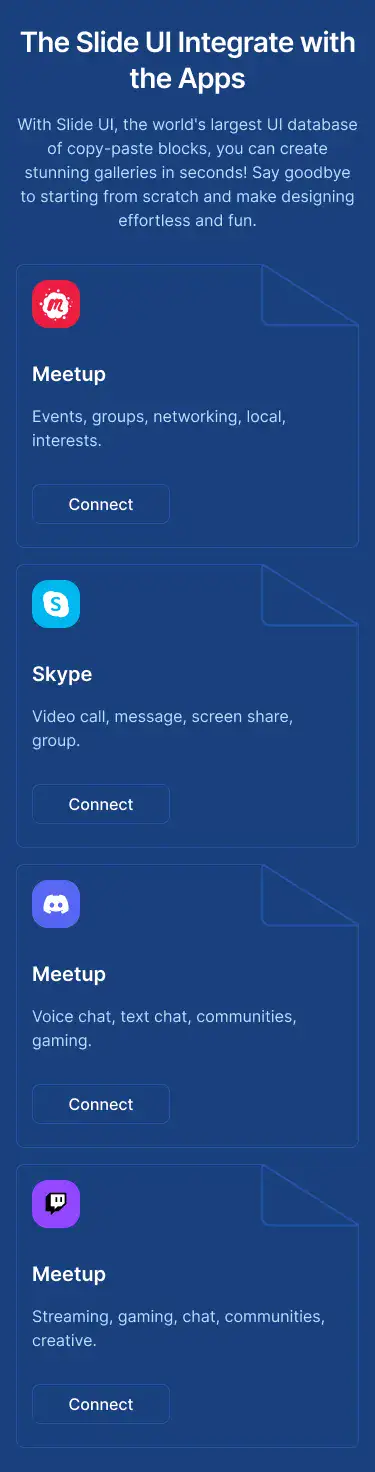 The Slide UI Integrate with
the Apps
With Slide UI, the world's largest UI database
of copy-paste blocks, you can create
stunning galleries in seconds! Say goodbye
to starting from scratch and make designing
effortless and fun.
m
Meetup
Events, groups, networking, local,
interests.
Connect
S
Skype
Video call, message, screen share,
group.
Connect
Meetup
Voice chat, text chat, communities,
gaming.
Connect
Meetup
Streaming, gaming, chat, communities,
creative.
Connect